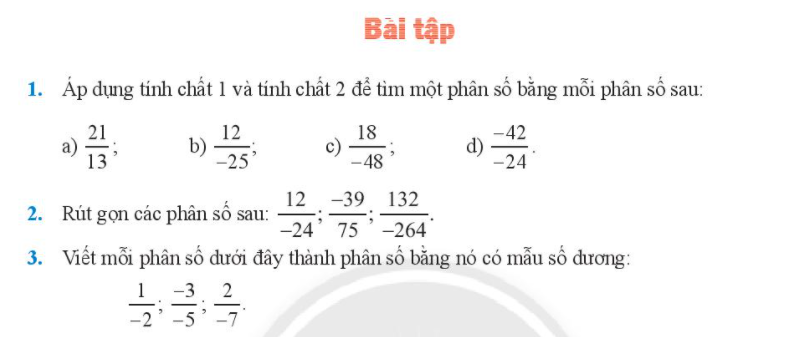 Bài tập
1. Áp dụng tính chất 1 và tính chất 2 để tìm một phân số bằng mỗi phân số sau:
a) 21/13; b) 12/−25; c) 18/−48; d) −42/−24.
2. Rút gọn các phân số sau: 12/−24; −39/75; 132/−264.
3. Viết mỗi phân số dưới đây thành phân số bằng nó có mẫu số dương:
1/−2; −3/−5; 2/−7.